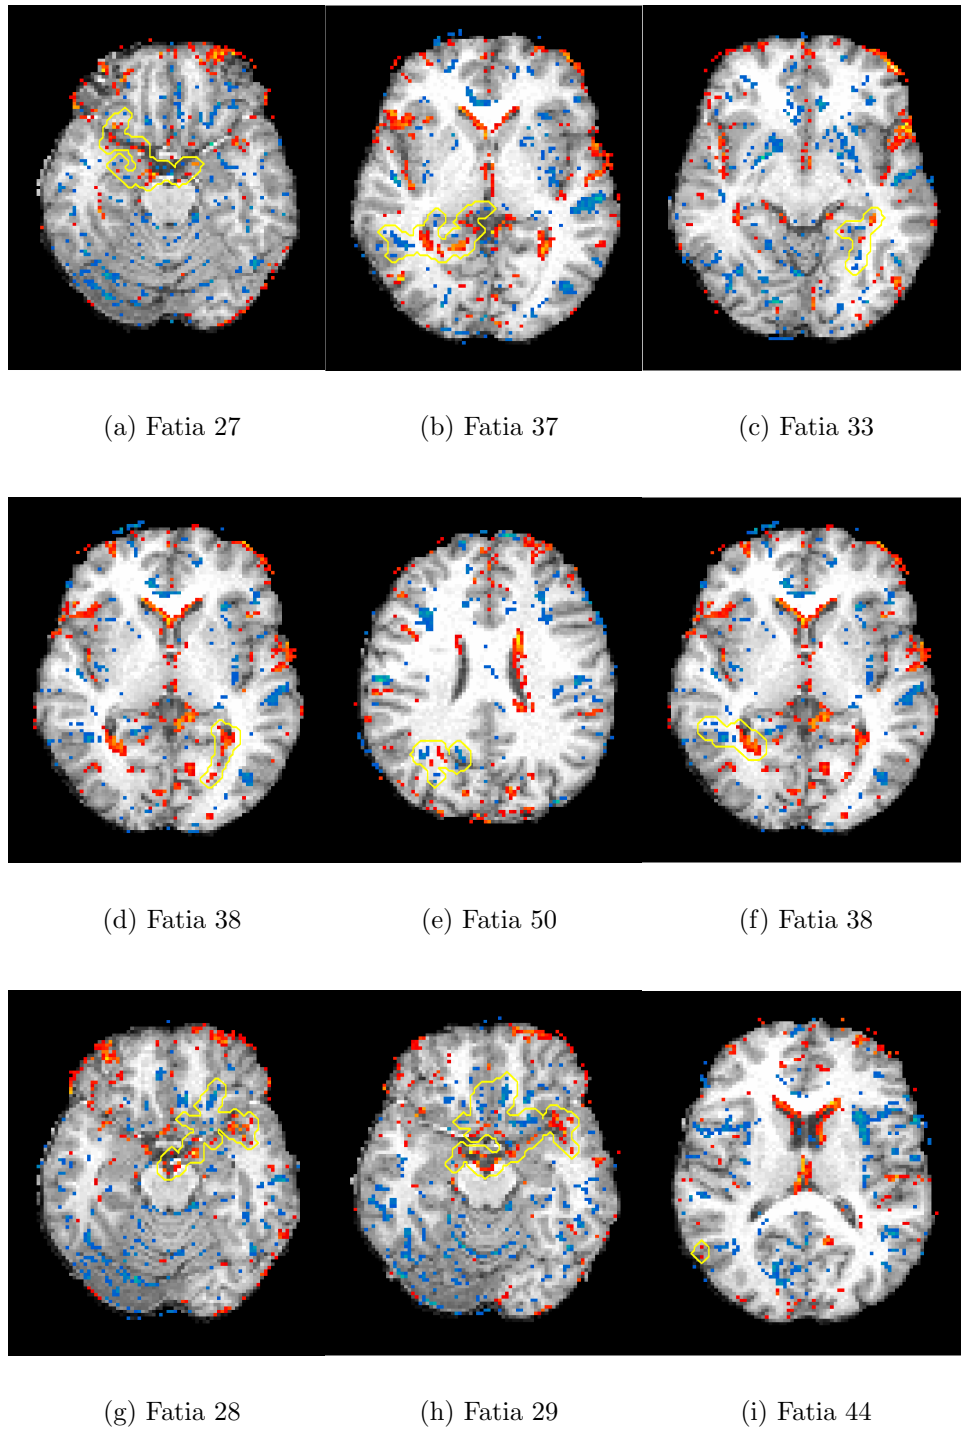 (a) Fatia 27
(b) Fatia 37
(c) Fatia 33
(d) Fatia 38
(e) Fatia 50
(f) Fatia 38
(g) Fatia 28
(h) Fatia 29
(i) Fatia 44